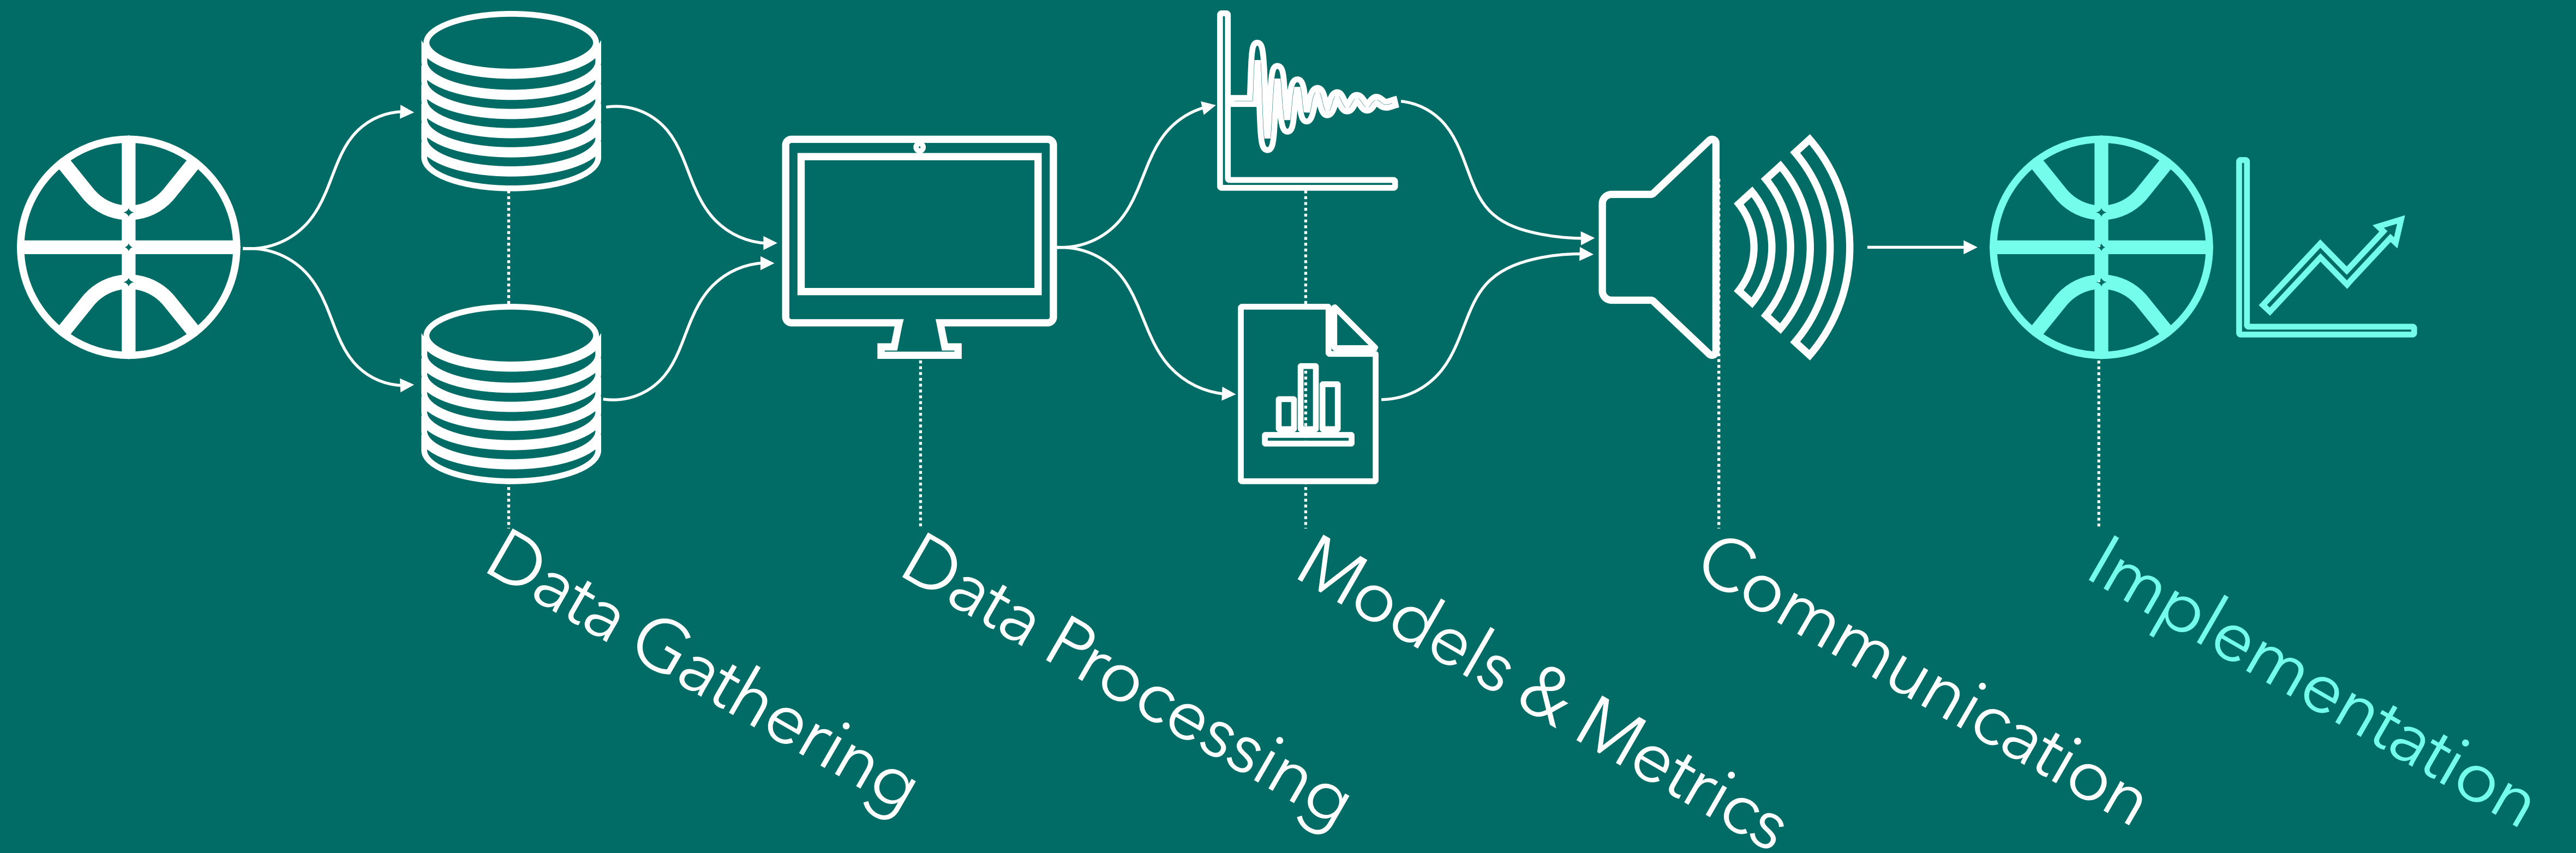 Data Gathering
Data Processing
Models & Metrics
Communication
Implementation